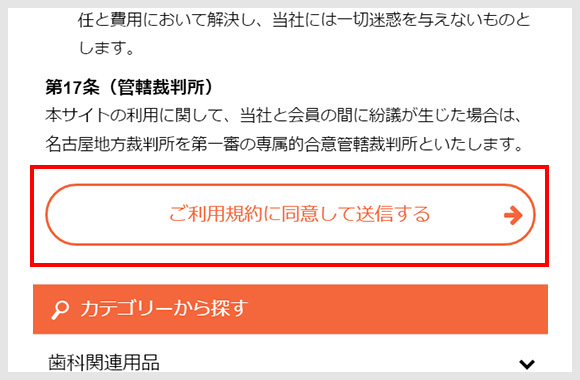 任と費用において解決し、当社には一切迷惑を与えないものと
します。
第17条（管轄裁判所）
本サイトの利用に関して、当社と会員の間に紛議が生じた場合は、
名古屋地方裁判所を第一審の専属的合意管轄裁判所といたします。
ご利用規約に同意して送信する
カテゴリーから探す
歯科関連用品